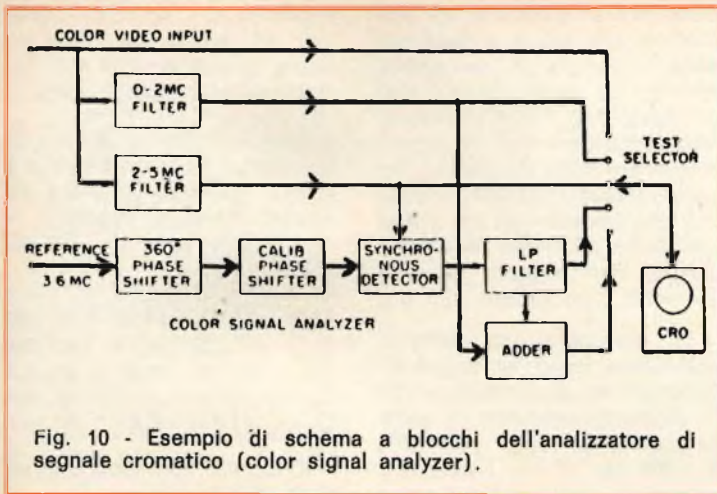 COLOR VIDEO INPUT
0-2MC
FILTER
TEST
SELECTOR
2-5MC
FILTER
REFERENCE
3.6 MC
360°
PHASE
SHIFTER
CALIB
PHASE
SHIFTER
SYNCHRO-
NOUS
DETECTOR
LP
FILTER
COLOR SIGNAL ANALYZER
ADDER
CRO
Fig. 10 - Esempio di schema a blocchi dell'analizzatore di
segnale cromatico (color signal analyzer).